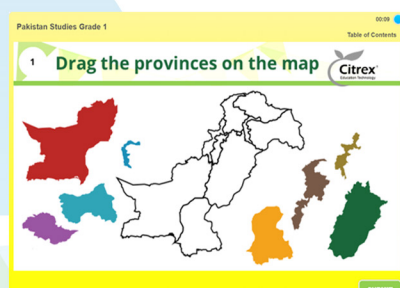 00:09
Pakistan Studies Grade 1
Table of Contents
1 Drag the provinces on the map
Citrex
Education Technology